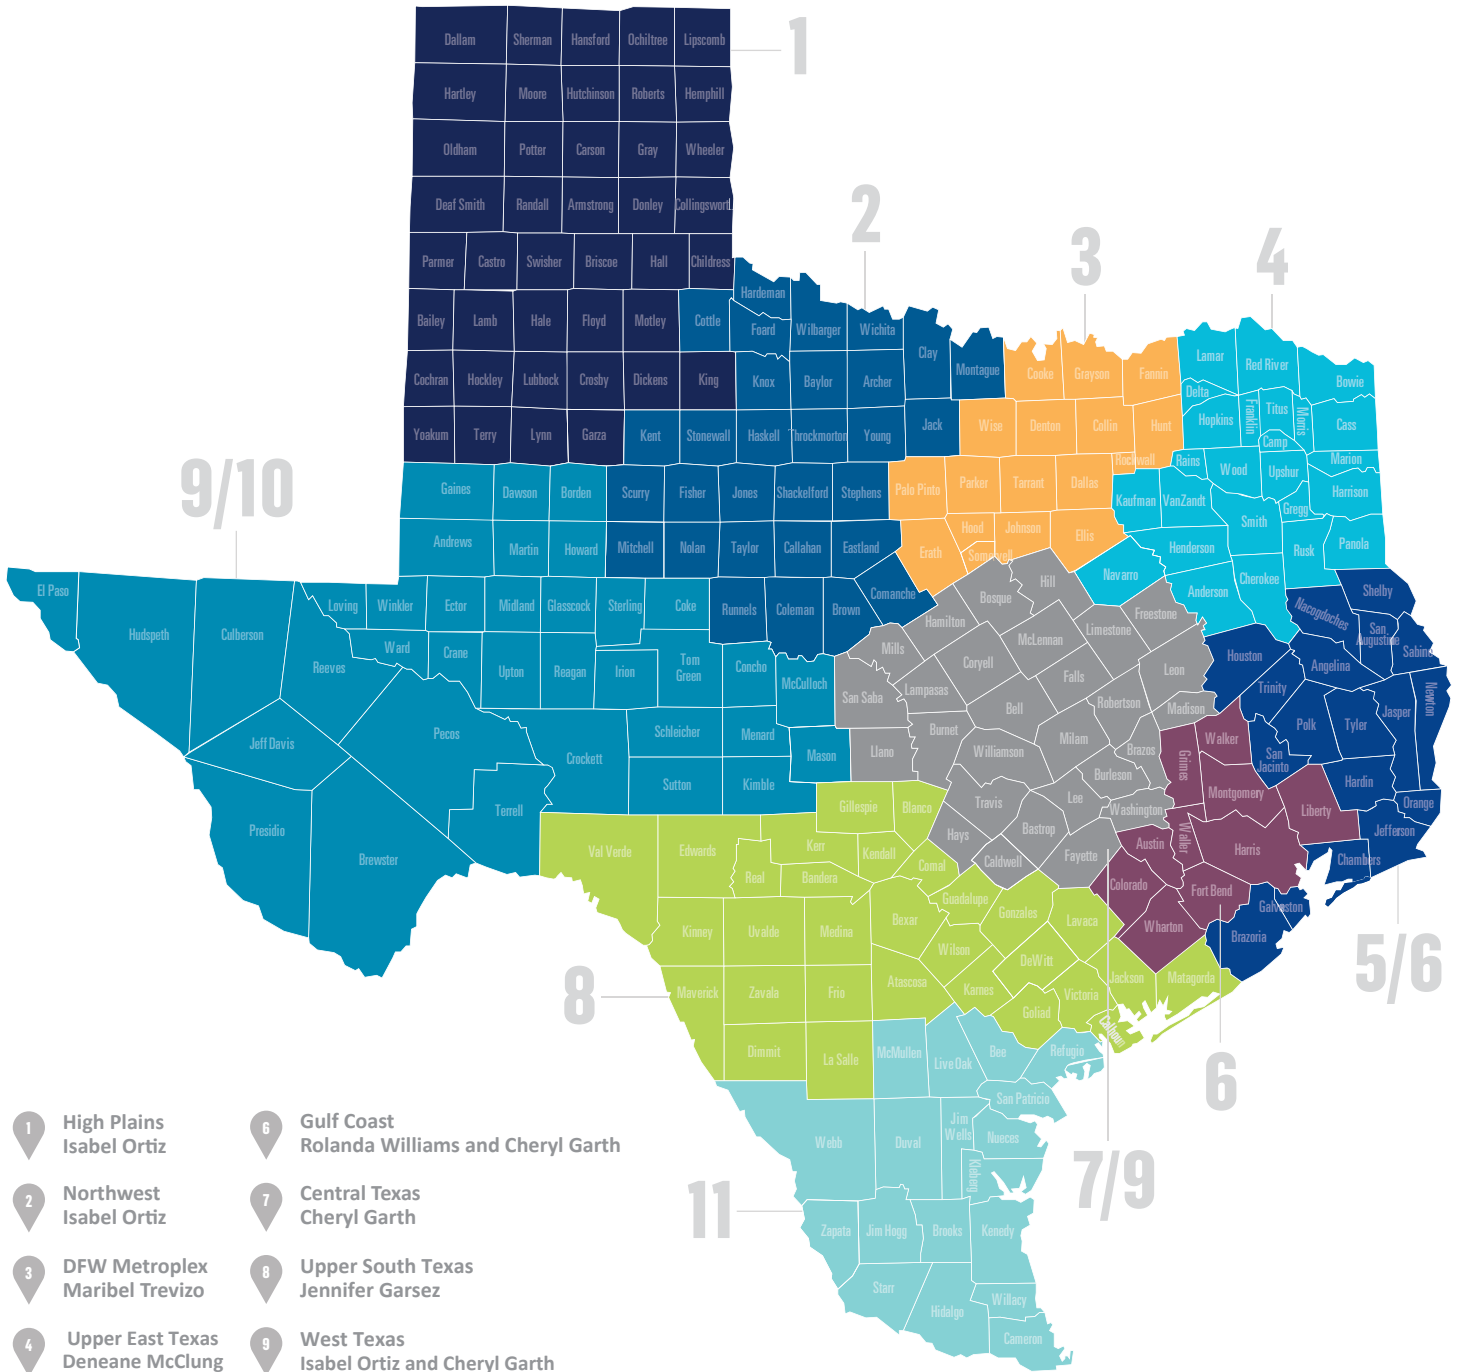 1
Dallam Sherman Hansford Ochiltree Lipscomb
Hartley Moore Hutchinson Roberts Hemphill
Oldham Potter Carson Gray Wheeler
Deaf Smith Randall Armstrong Donley Collingswort
2
3
4
Parmer Castro Swisher Briscoe Hall Childress
Hardeman
Bailey Lamb Hale Floyd Motley Cottle Foard Wilbarger Wichita
Clay Montague Cooke Grayson Fannin Lamar Red River Bowie
Cochran Hockley Lubbock Crosby Dickens King Knox Baylor Archer
Delta Hopkins Franklin Titus Morris Cass
Yoakum Terry Lynn Garza Kent Stonewall Haskell Throckmorton Young Jack Wise Denton Collin Hunt
Camp
Rockwall Rains Wood Upshur Marion
9/10
Gaines Dawson Borden Scurry Fisher Jones Shackelford Stephens Palo Pinto Parker Tarrant Dallas Kaufman VanZandt Gregg Harrison
Smith
Andrews Martin Howard Mitchell Nolan Taylor Callahan Eastland Erath Hood Johnson Ellis Henderson Rusk Panola
Somervell
Navarro Anderson Cherokee
El Paso Hudspeth Culberson Loving Winkler Ector Midland Glasscock Sterling Coke Runnels Coleman Brown Comanche
Bosque Hill Freestone Nacogdoches Shelby
Hamilton McLennan Limestone
San Augustine Sabine
Reeves Ward Crane Upton Reagan Irion Tom Green Concho McCulloch Mills Coryell Falls Leon Houston Angelina
San Saba Lampasas Bell Robertson Madison Trinity Newton
Jeff Davis Pecos Crockett Schleicher Menard Mason Llano Burnet Williamson Milam Brazos Grimes Walker San Jacinto Polk Tyler Jasper
Presidio Brewster Terrell Sutton Kimble Gillespio Blanco Travis Lee Burleson Washington Montgomery Liberty Hardin Orange
Hays Bastrop Fayette Austin Waller Harris Jefferson
Val Verde Edwards Kerr Kendall Comal Caldwell Chambers
Real Bandera Guadalupe Colorado Fort Bend
Kinney Uvalde Medina Bexar Gonzales Lavaca Wharton Brazoria Galveston
Wilson DeWitt
5/6
8
Maverick Zavala Frio Atascosa Karnes Victoria Jackson Matagorda
Goliad Calhoun
Dimmit La Salle McMullen Live Oak Bee Refugio
6
San Patricio
Webb Duval Jim Wells Nueces
Kleberg
7/9
11
Zapata Jim Hogg Brooks Kenedy
Starr Hidalgo Willacy
Cameron
1 High Plains
Isabel Ortiz
2 Northwest
Isabel Ortiz
3 DFW Metroplex
Maribel Trevizo
4 Upper East Texas
Deneane McClung
6 Gulf Coast
Rolanda Williams and Cheryl Garth
7 Central Texas
Cheryl Garth
8 Upper South Texas
Jennifer Garsez
9 West Texas
Isabel Ortiz and Cheryl Garth